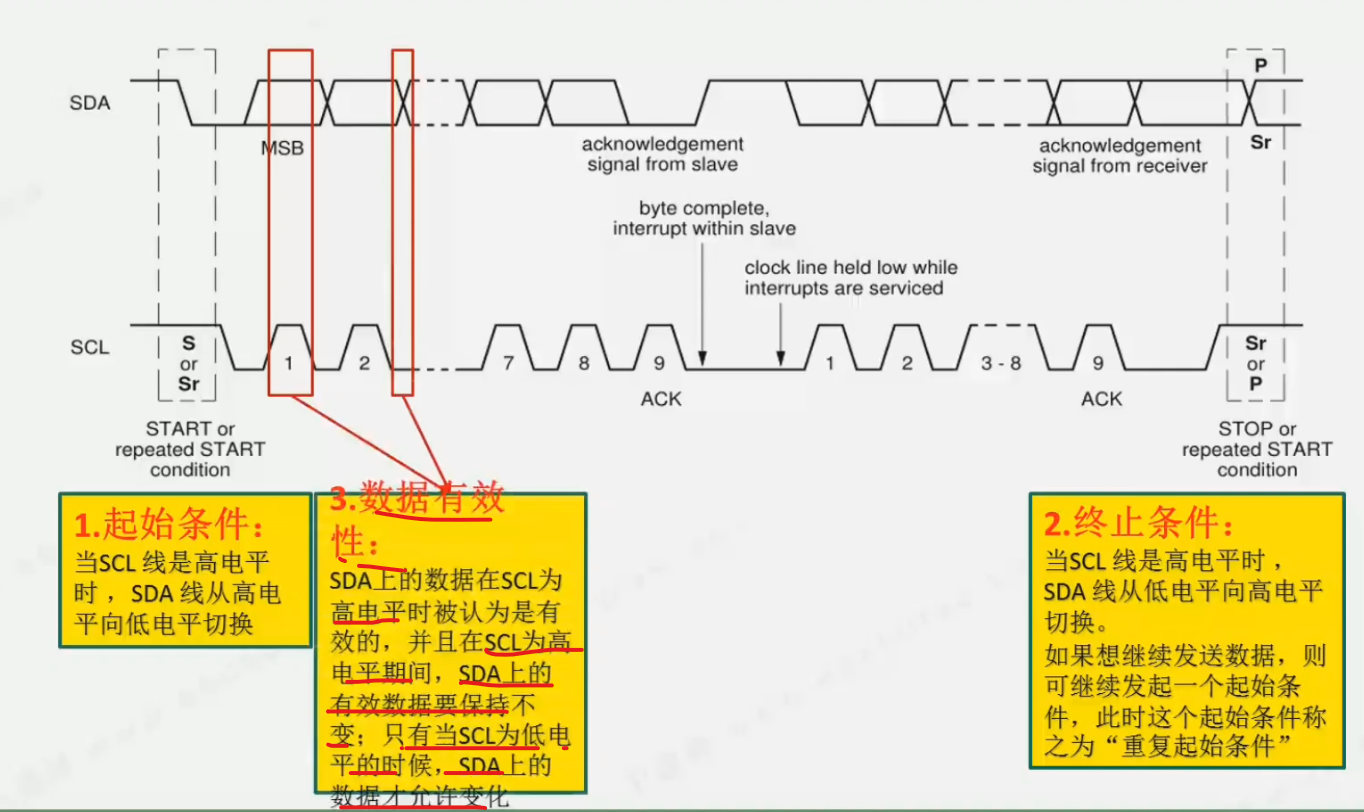 P
SDA
MSB
acknowledgement
signal from slave
acknowledgement
signal from receiver
Sr
byte complete,
interrupt within slave
clock line held low while
interrupts are serviced
SCL
S
or
Sr
1
2
7
8
9
1
2
3 - 8
9
Sr
or
P
ACK
ACK
START or
repeated START
condition
STOP or
repeated START
condition
1.起始条件：
当SCL 线是高电平
时 ，SDA 线从高电
平向低电平切换
3.数据有效
性：
SDA上的数据在SCL为
高电平时被认为是有
效的，并且在SCL为高
电平期间，SDA上的
有效数据要保持不
变；只有当SCL为低电
平的时候，SDA上的
数据才允许变化
2.终止条件：
当SCL 线是高电平时 ，
SDA 线从低电平向高电平
切换。
如果想继续发送数据，则
可继续发起一个起始条
件，此时这个起始条件称
之为“重复起始条件”